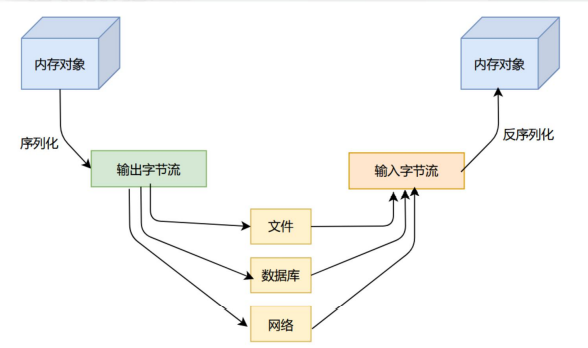 内存对象
内存对象
序列化
反序列化
输出字节流
输入字节流
文件
数据库
网络